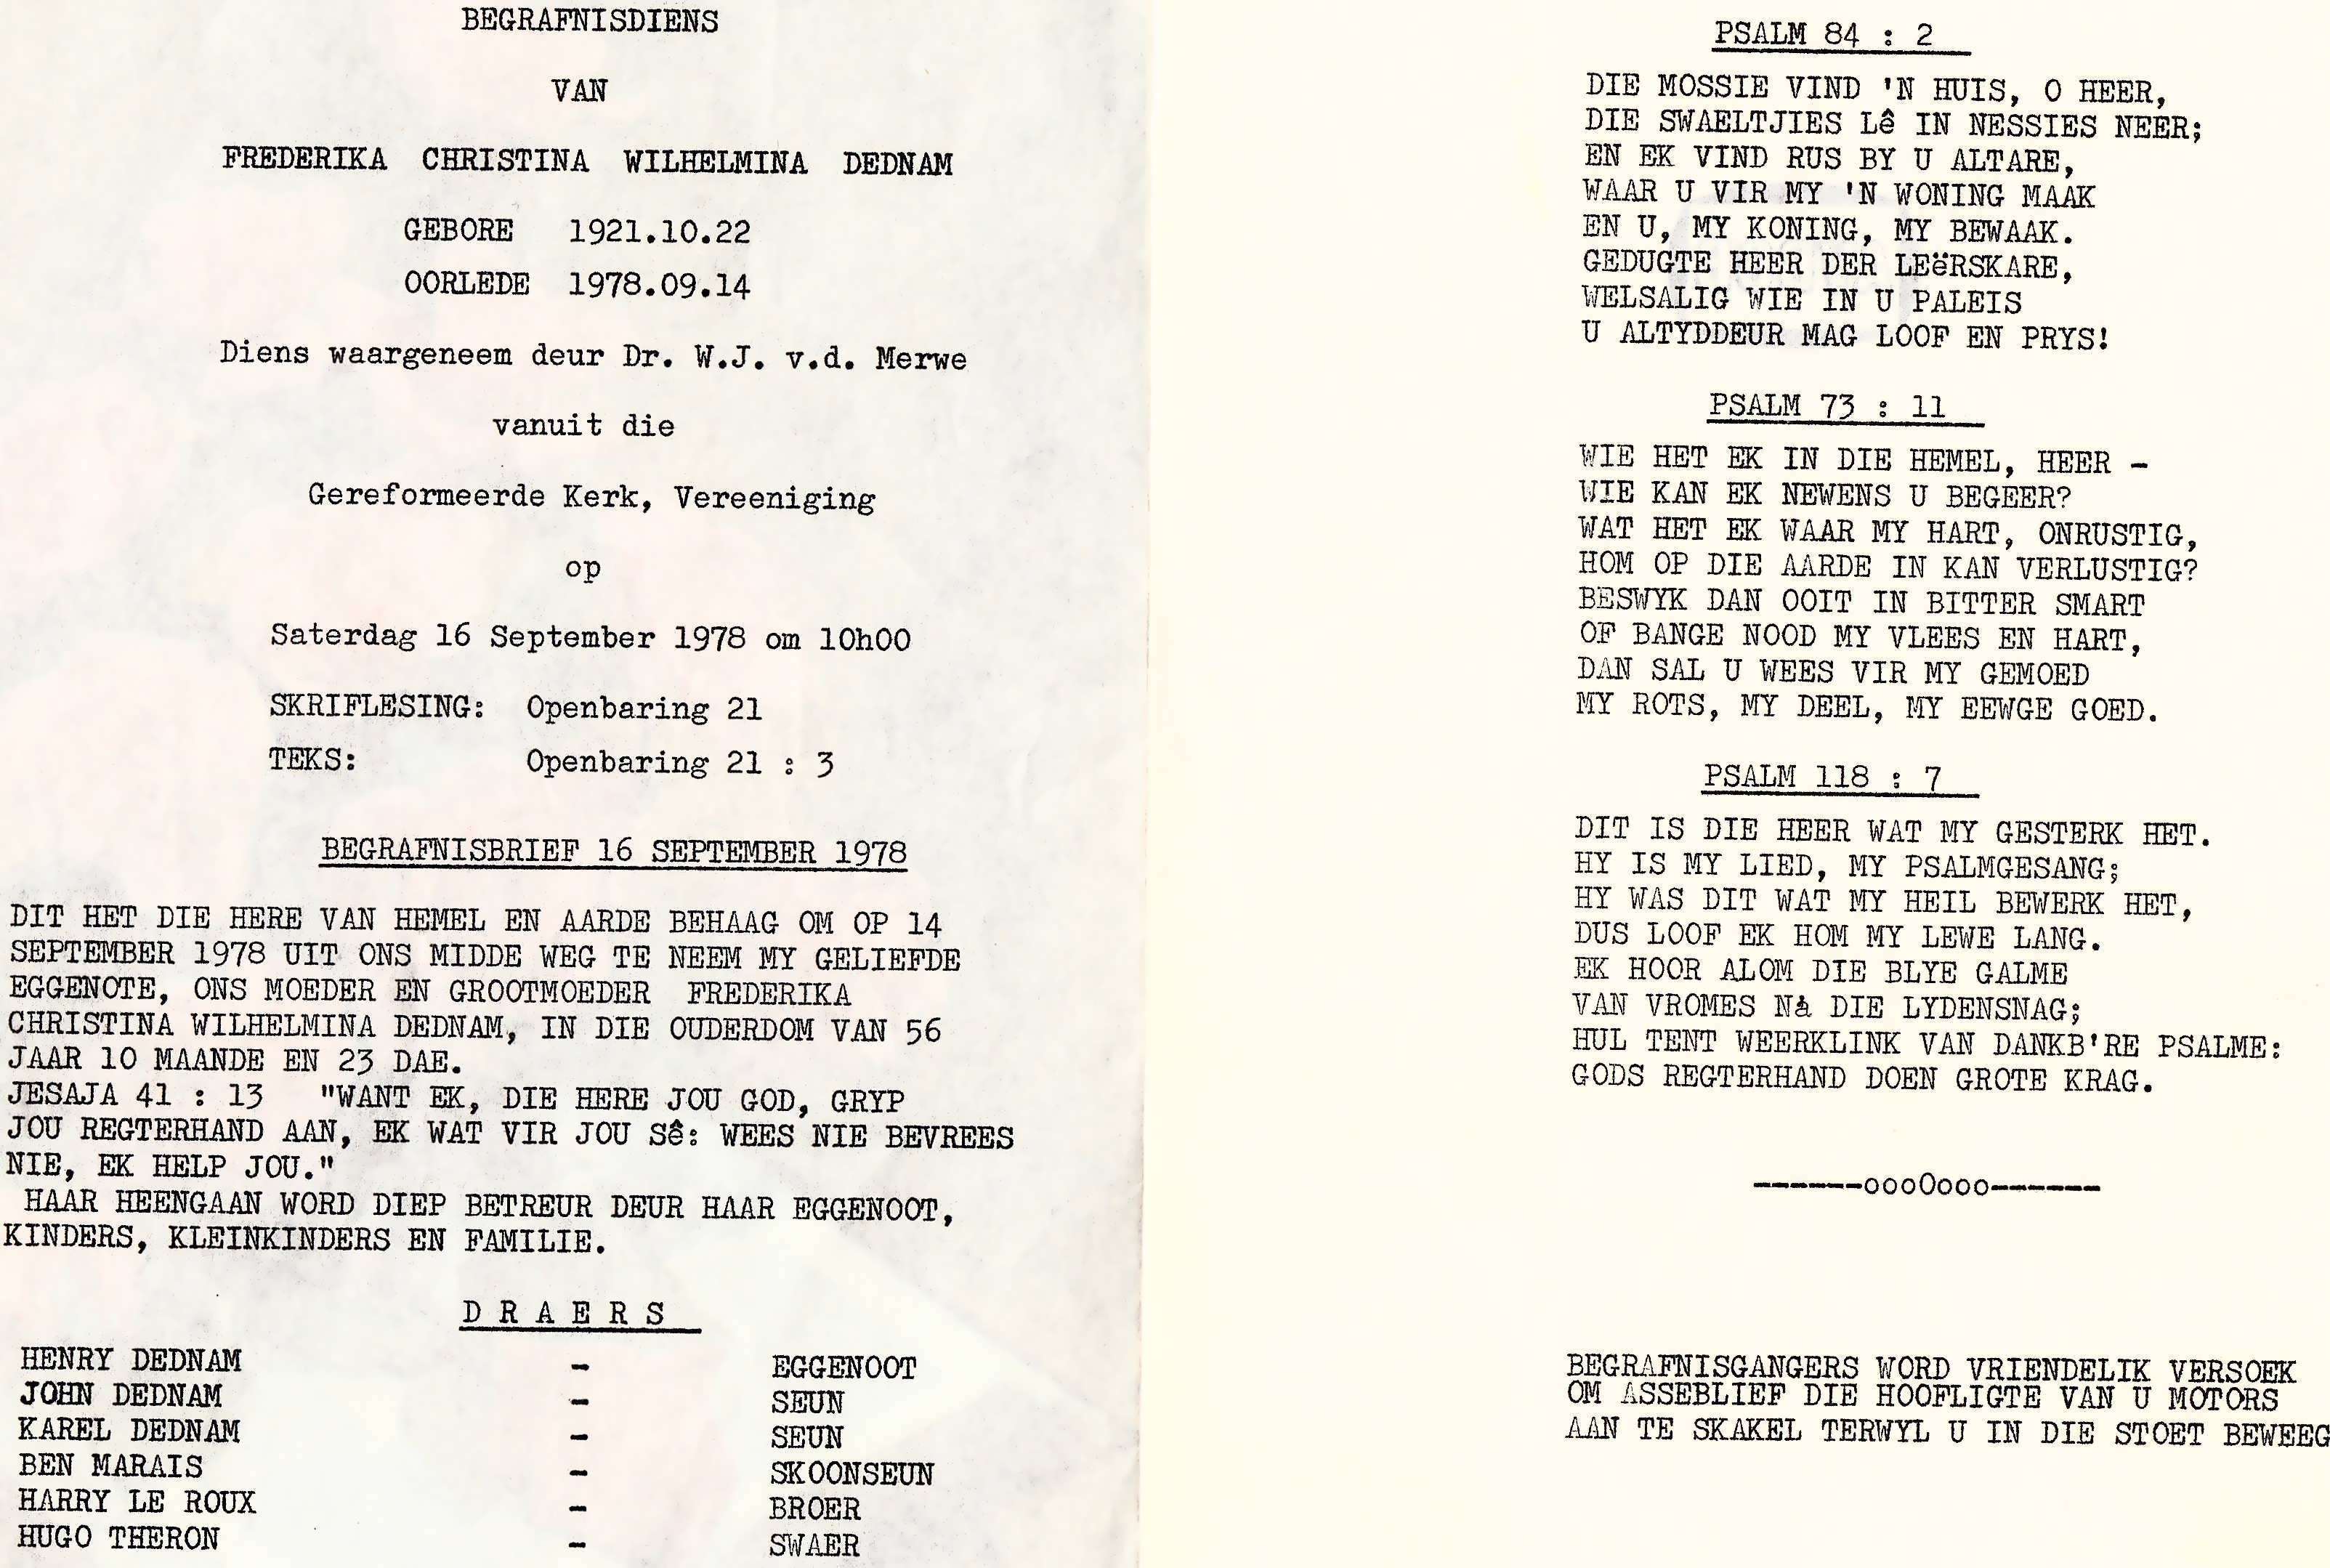 BEGRAFNISDIENS
VAN
FREDERIKA CHRISTINA WILHELMINA DEDNAM
GEBORE 1921.10.22
OORLEDE 1978.09.14
Diens waargeneem deur Dr. W.J. v.d. Merwe
vanuit die
Gereformeerde Kerk, Vereeniging
op
Saterdag 16 September 1978 om 10h00
SKRIFLESING: Openbaring 21
TEKS: Openbaring 21 : 3
BEGRAFNISBRIEF 16 SEPTEMBER 1978
DIT HET DIE HERE VAN HEMEL EN AARDE BEHAAG OM OP 14
SEPTEMBER 1978 UIT ONS MIDDE WEG TE NEEM MY GELIEFDE
EGGENOTE, ONS MOEDER EN GROOTMOEDER FREDERIKA
CHRISTINA WILHELMINA DEDNAM, IN DIE OUDERDOM VAN 56
JAAR 10 MAANDE EN 23 DAE.
JESAJA 41 : 13 "WANT EK, DIE HERE JOU GOD, GRYP
JOU REGTERHAND AAN, EK WAT VIR JOU Sê: WEES NIE BEVREES
NIE, EK HELP JOU."
HAAR HEENGAAN WORD DIEP BETREUR DEUR HAAR EGGENOOT,
KINDERS, KLEINKINDERS EN FAMILIE.
D R A E R S
HENRY DEDNAM - EGGENOOT
JOHN DEDNAM - SEUN
KAREL DEDNAM - SEUN
BEN MARAIS - SKOONSEUN
HARRY LE ROUX - BROER
HUGO THERON - SWAER
PSALM 84 : 2
DIE MOSSIE VIND 'N HUIS, O HEER,
DIE SWAELTJIES Lê IN NESSIES NEER;
EN EK VIND RUS BY U ALTARE,
WAAR U VIR MY 'N WONING MAAK
EN U, MY KONING, MY BEWAAK.
GEDUGTE HEER DER LEëRSKARE,
WELSALIG WIE IN U PALEIS
U ALTYDDEUR MAG LOOF EN PRYS!
PSALM 73 : 11
WIE HET EK IN DIE HEMEL, HEER -
WIE KAN EK NEWENS U BEGEER?
WAT HET EK WAAR MY HART, ONRUSTIG,
HOM OP DIE AARDE IN KAN VERLUSTIG?
BESWYK DAN OOIT IN BITTER SMART
OF BANGE NOOD MY VLEES EN HART,
DAN SAL U WEES VIR MY GEMOED
MY ROTS, MY DEEL, MY EEWGE GOED.
PSALM 118 : 7
DIT IS DIE HEER WAT MY GESTERK HET.
HY IS MY LIED, MY PSALMGESANG;
HY WAS DIT WAT MY HEIL BEWERK HET,
DUS LOOF EK HOM MY LEWE LANG.
EK HOOR ALOM DIE BLYE GALME
VAN VROMES Ná DIE LYDENSNAG;
HUL TENT WEERKLINK VAN DANKB'RE PSALME:
GODS REGTERHAND DOEN GROTE KRAG.
------oooOooo------
BEGRAFNISGANGERS WORD VRIENDELIK VERSOEK
OM ASSEBLIEF DIE HOOFLIGTE VAN U MOTORS
AAN TE SKAKEL TERWYL U IN DIE STOET BEWEEG